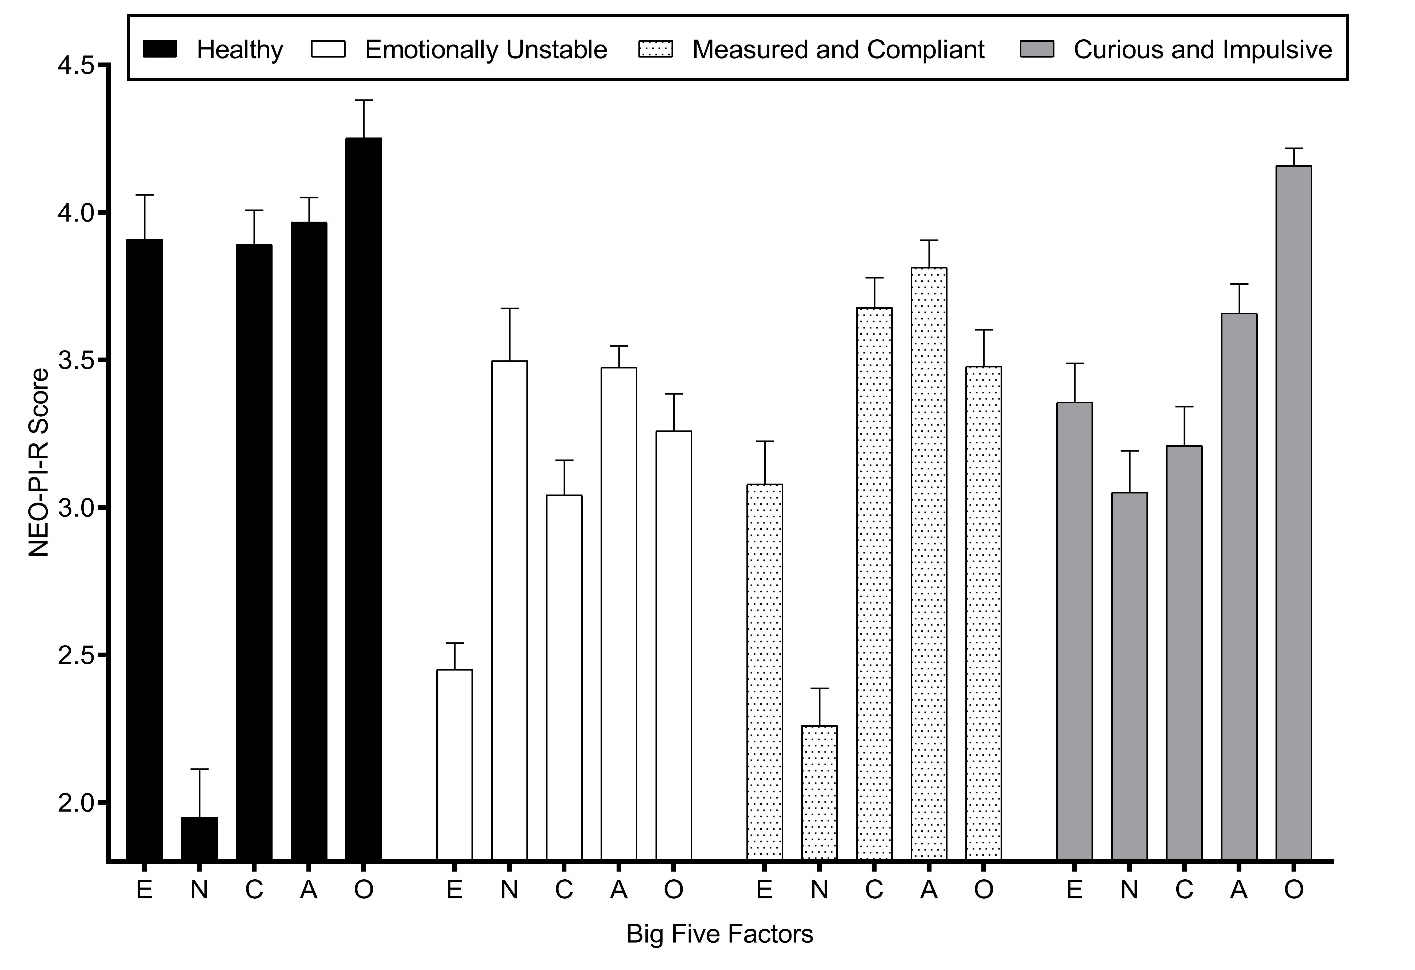 Healthy Emotionally Unstable Measured and Compliant Curious and Impulsive
4.5
4.0
3.5
3.0
2.5
2.0
NEO-PI-R Score
E N C A O E N C A O E N C A O E N C A O
Big Five Factors